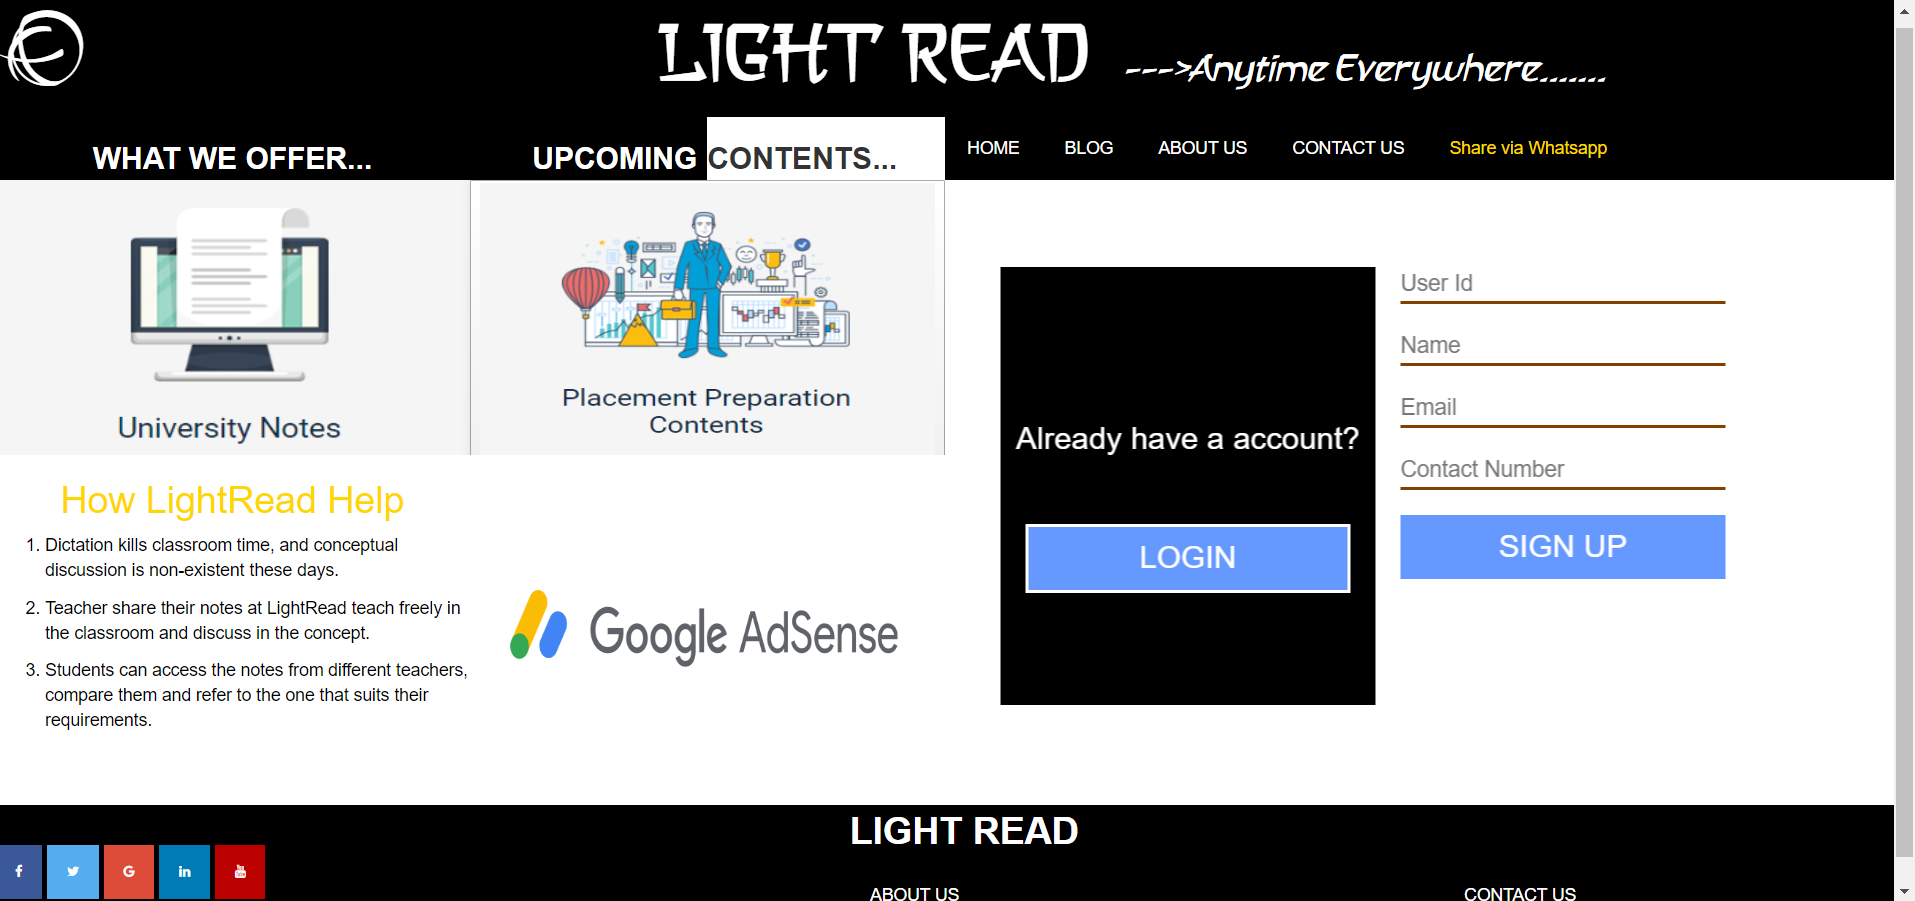 LIGHT READ
--->Anytime Everywhere.......
WHAT WE OFFER...
UPCOMING CONTENTS...
HOME
BLOG
ABOUT US
CONTACT US
Share via Whatsapp
University Notes
Placement Preparation
Contents
How LightRead Help
1. Dictation kills classroom time, and conceptual
discussion is non-existent these days.
2. Teacher share their notes at LightRead teach freely in
the classroom and discuss in the concept.
3. Students can access the notes from different teachers,
compare them and refer to the one that suits their
requirements.
Google AdSense
Already have a account?
LOGIN
User Id
Name
Email
Contact Number
SIGN UP
LIGHT READ
ABOUT US
CONTACT US